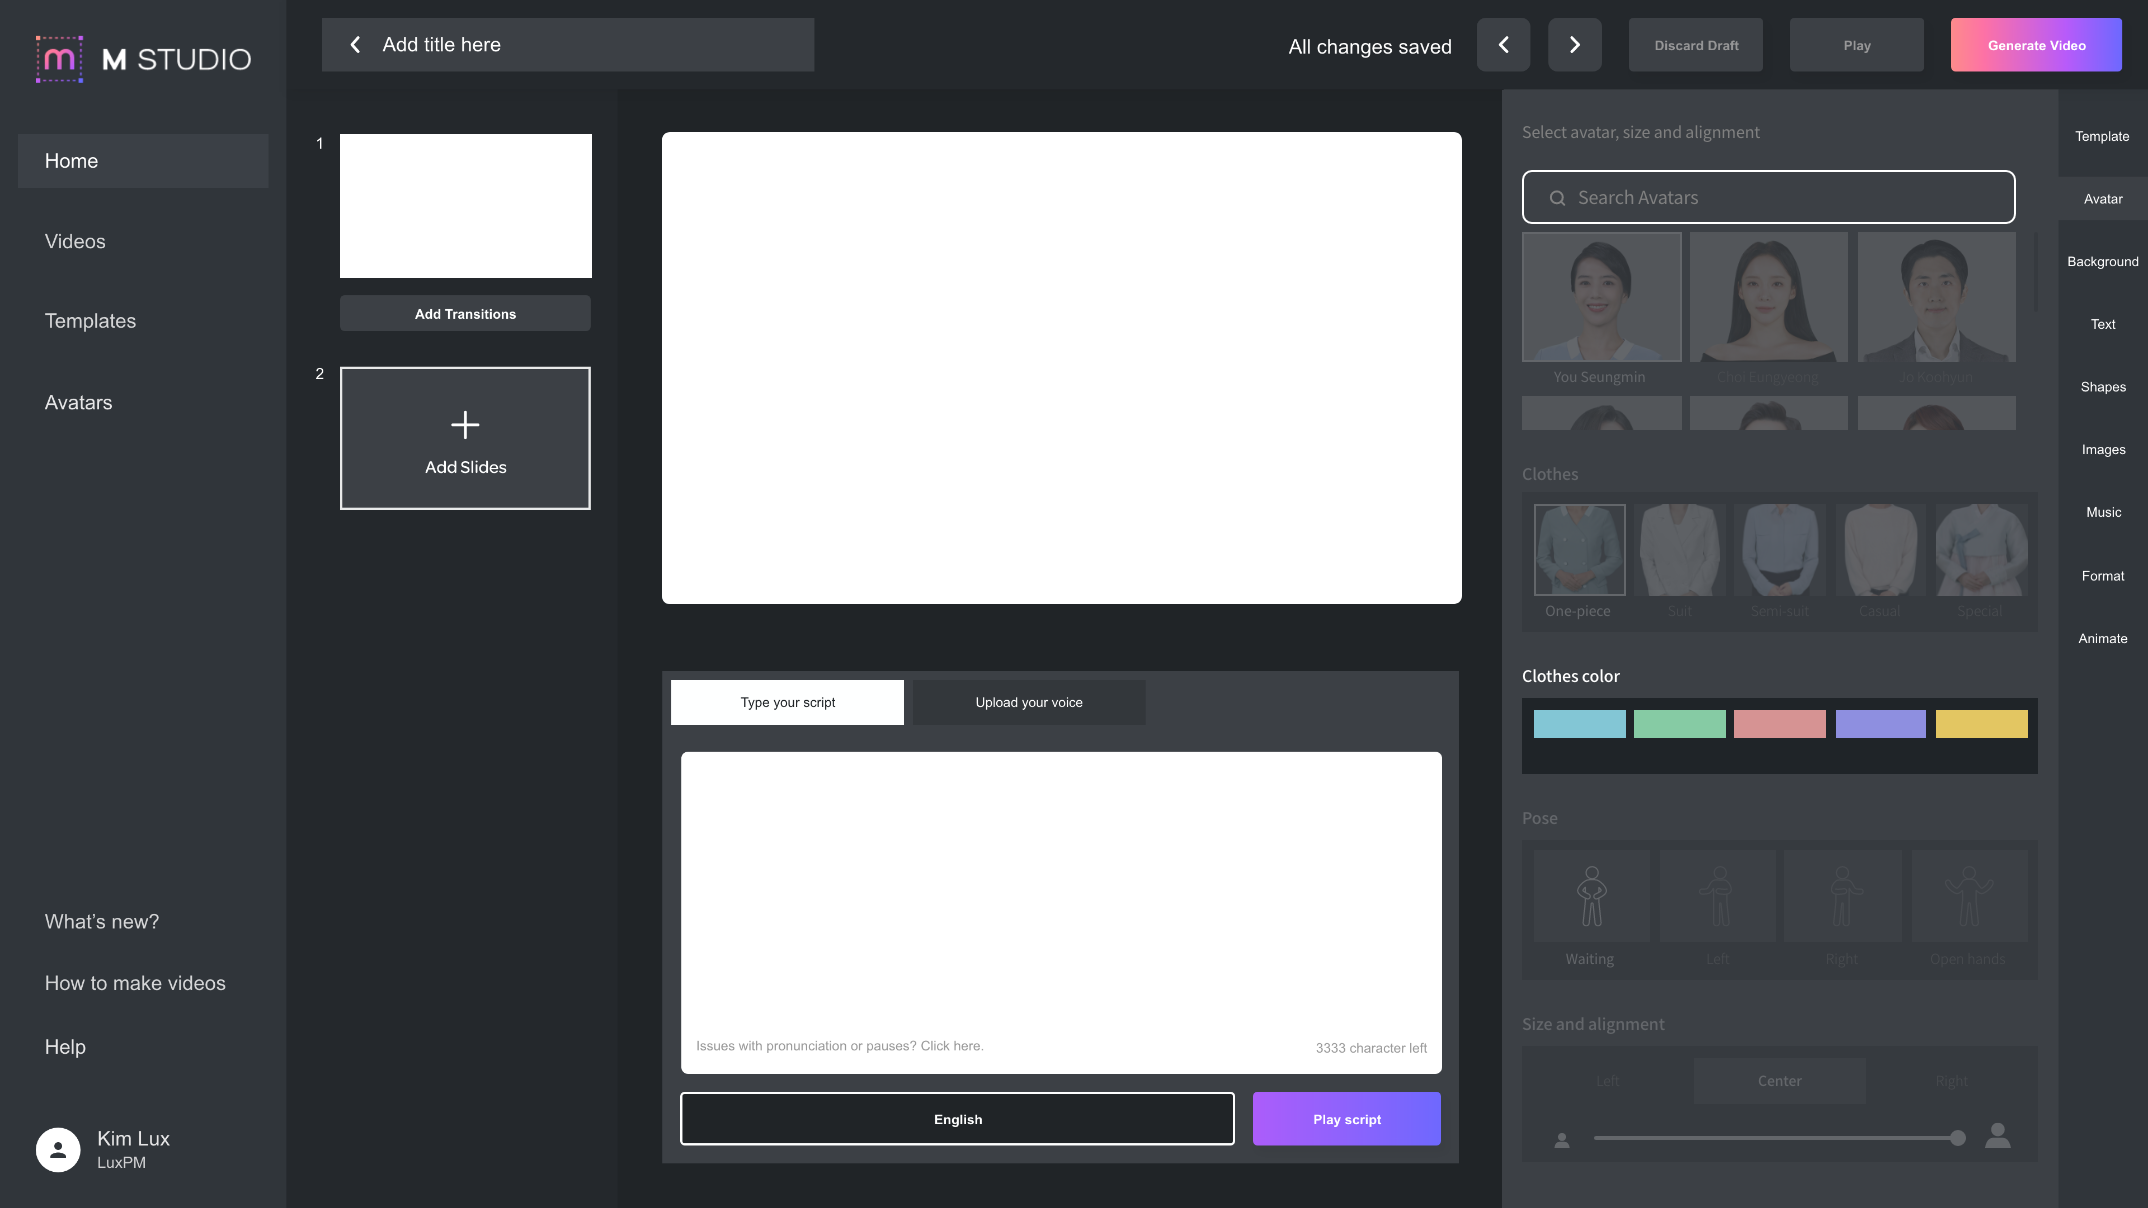 m M STUDIO
Home
Videos
Templates
Avatars
What’s new?
How to make videos
Help
Kim Lux
LuxPM
Add title here
All changes saved
Discard Draft
Play
Generate Video
1
Add Transitions
2
Add Slides
Type your script
Upload your voice
Issues with pronunciation or pauses? Click here.
3333 character left
English
Play script
Select avatar, size and alignment
Search Avatars
You Seungmin Choi Eungyeong Jo Koohyun
Clothes
One-piece Suit Semi-suit Casual Special
Clothes color
Pose
Waiting Left Right Open hands
Size and alignment
Left Center Right
Template
Avatar
Background
Text
Shapes
Images
Music
Format
Animate